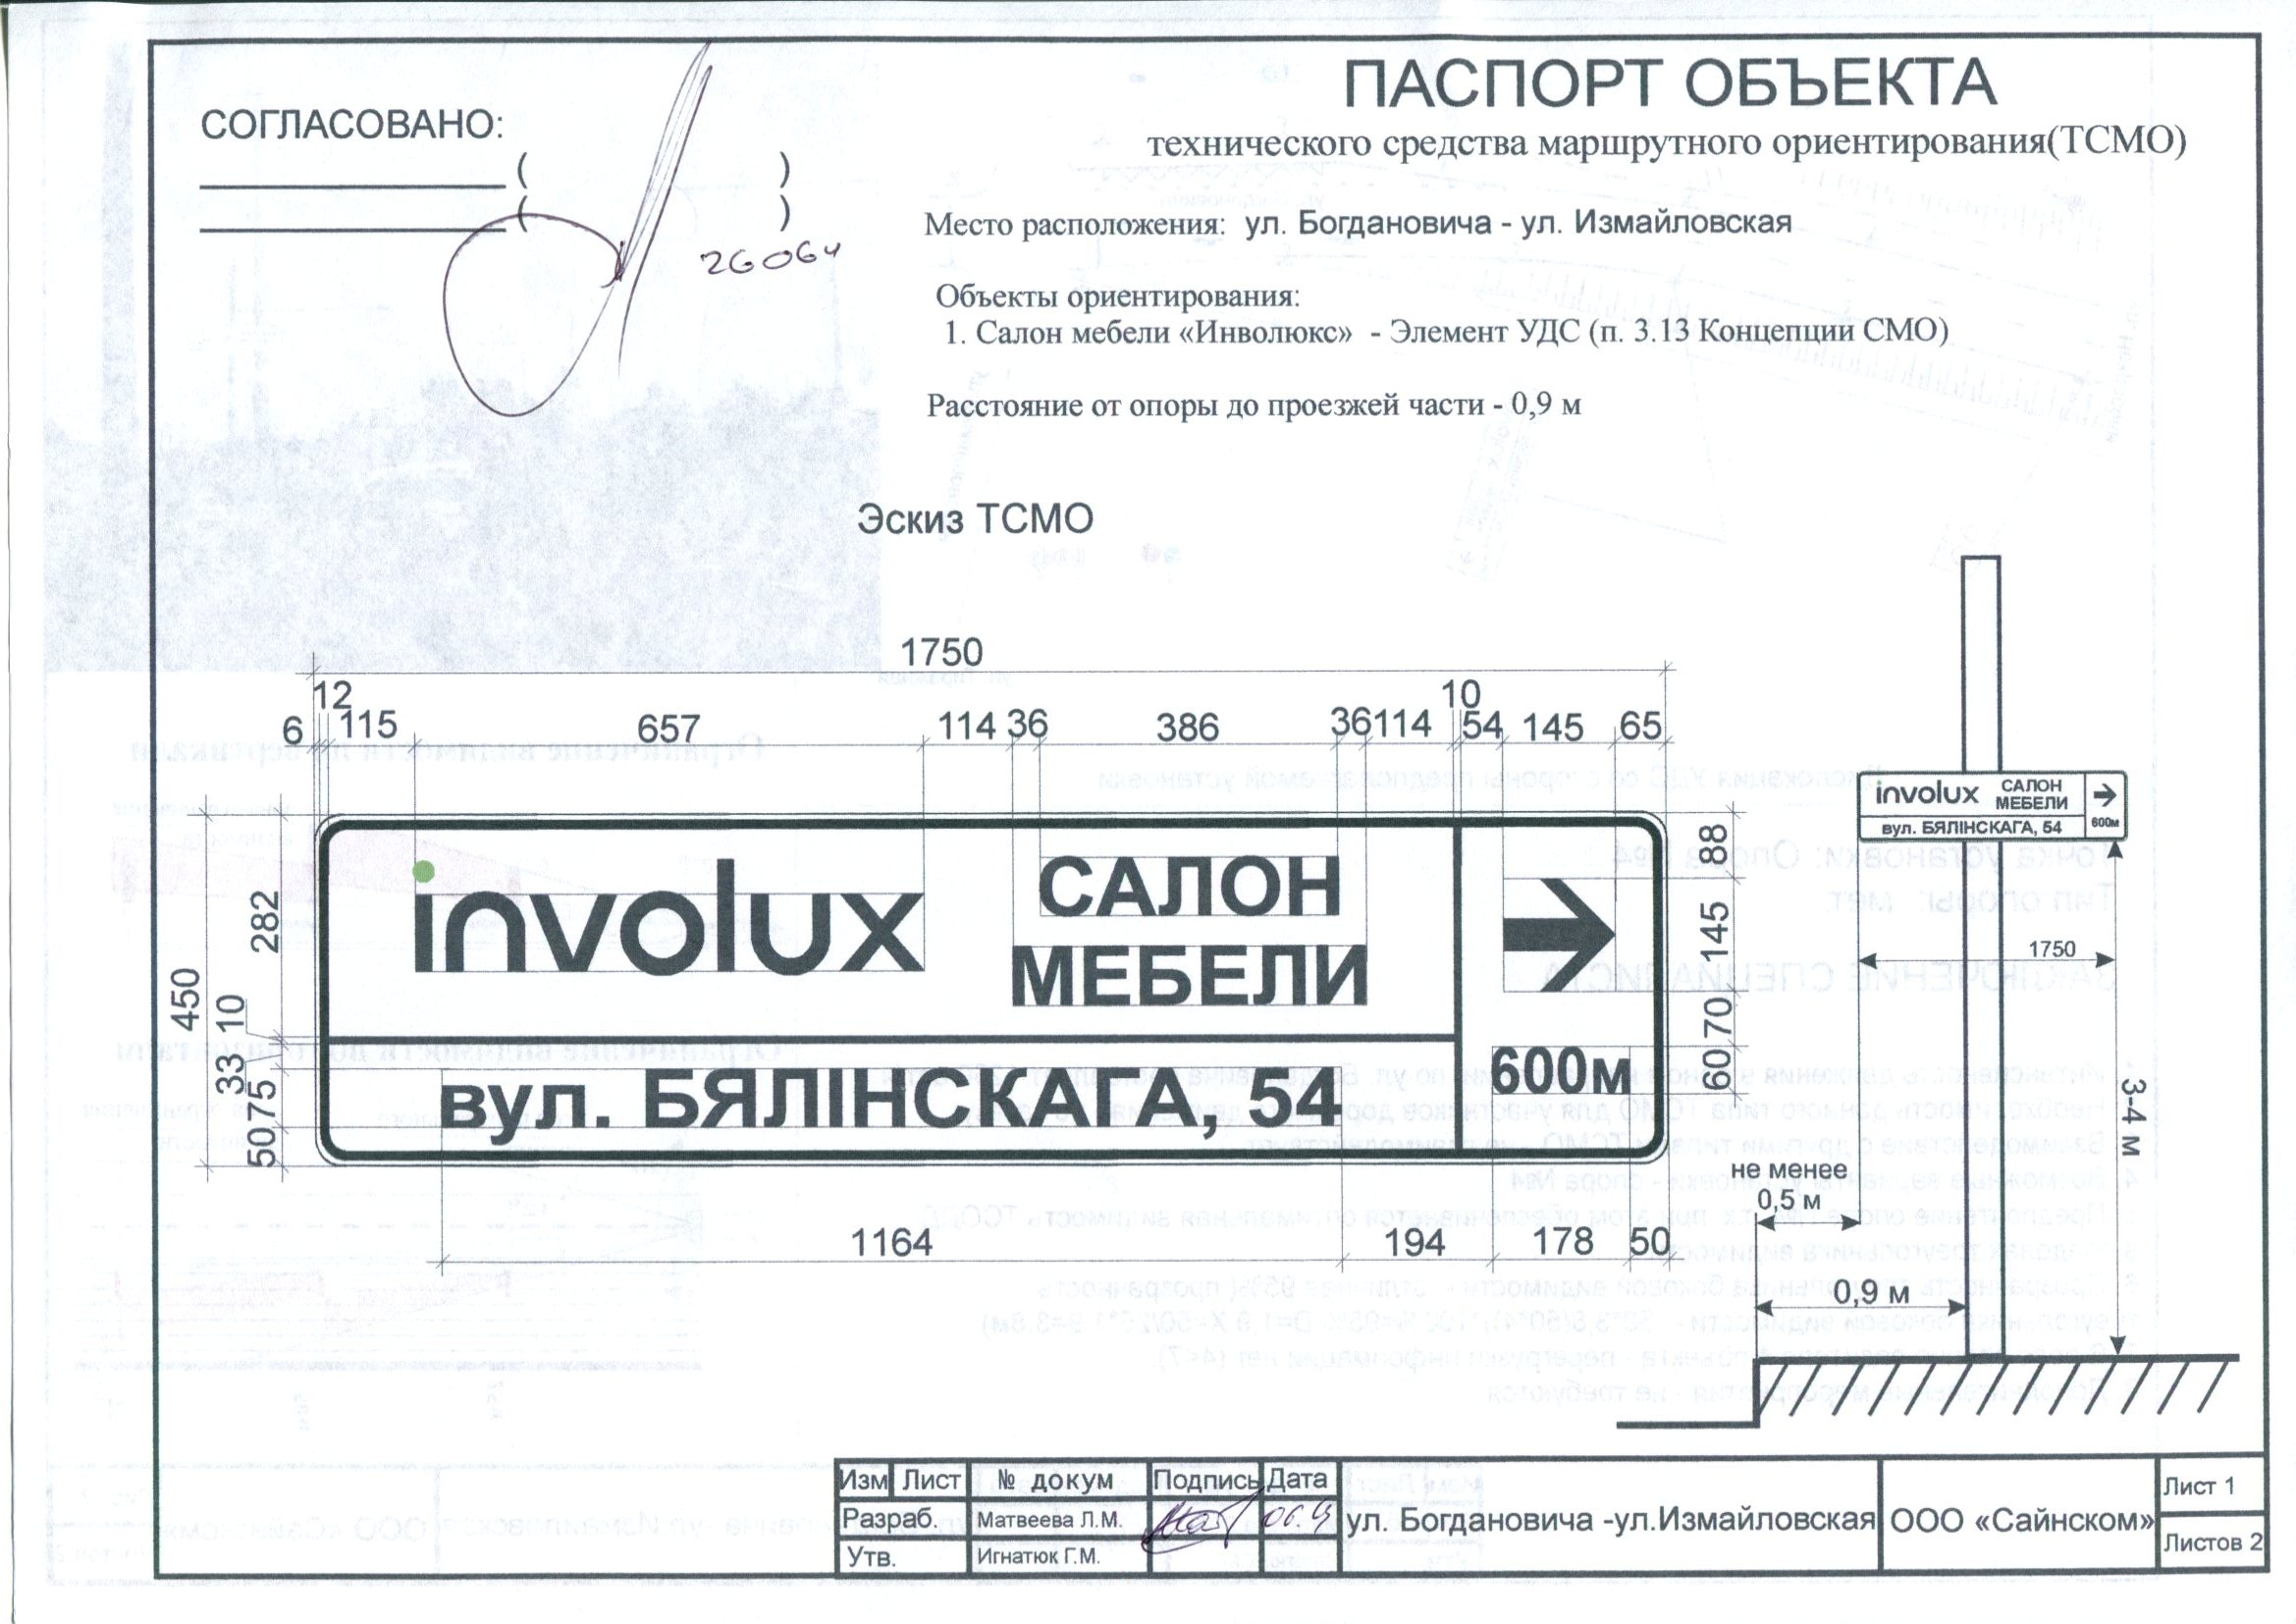 СОГЛАСОВАНО:
( )
( )
26064
ПАСПОРТ ОБЪЕКТА
технического средства маршрутного ориентирования(ТСМО)
Место расположения: ул. Богдановича - ул. Измайловская
Объекты ориентирования:
1. Салон мебели «Инволюкс» - Элемент УДС (п. 3.13 Концепции СМО)
Расстояние от опоры до проезжей части - 0,9 м
Эскиз ТСМО
1750
12 10
6 115 657 114 36 386 36 114 54 145 65
450
282
10
33
75
50
involux
САЛОН
МЕБЕЛИ
вул. БЯЛІНСКАГА, 54
600м
88
145
70
60
1164 194 178 50
involux
САЛОН
МЕБЕЛИ
вул. БЯЛІНСКАГА, 54
600м
1750
3-4 м
не менее
0,5 м
0,9 м
Изм Лист № докум Подпись Дата
Разраб. Матвеева Л.М.
Утв. Игнатюк Г.М.
ул. Богдановича -ул.Измайловская
ООО «Сайнском»
Лист 1
Листов 2